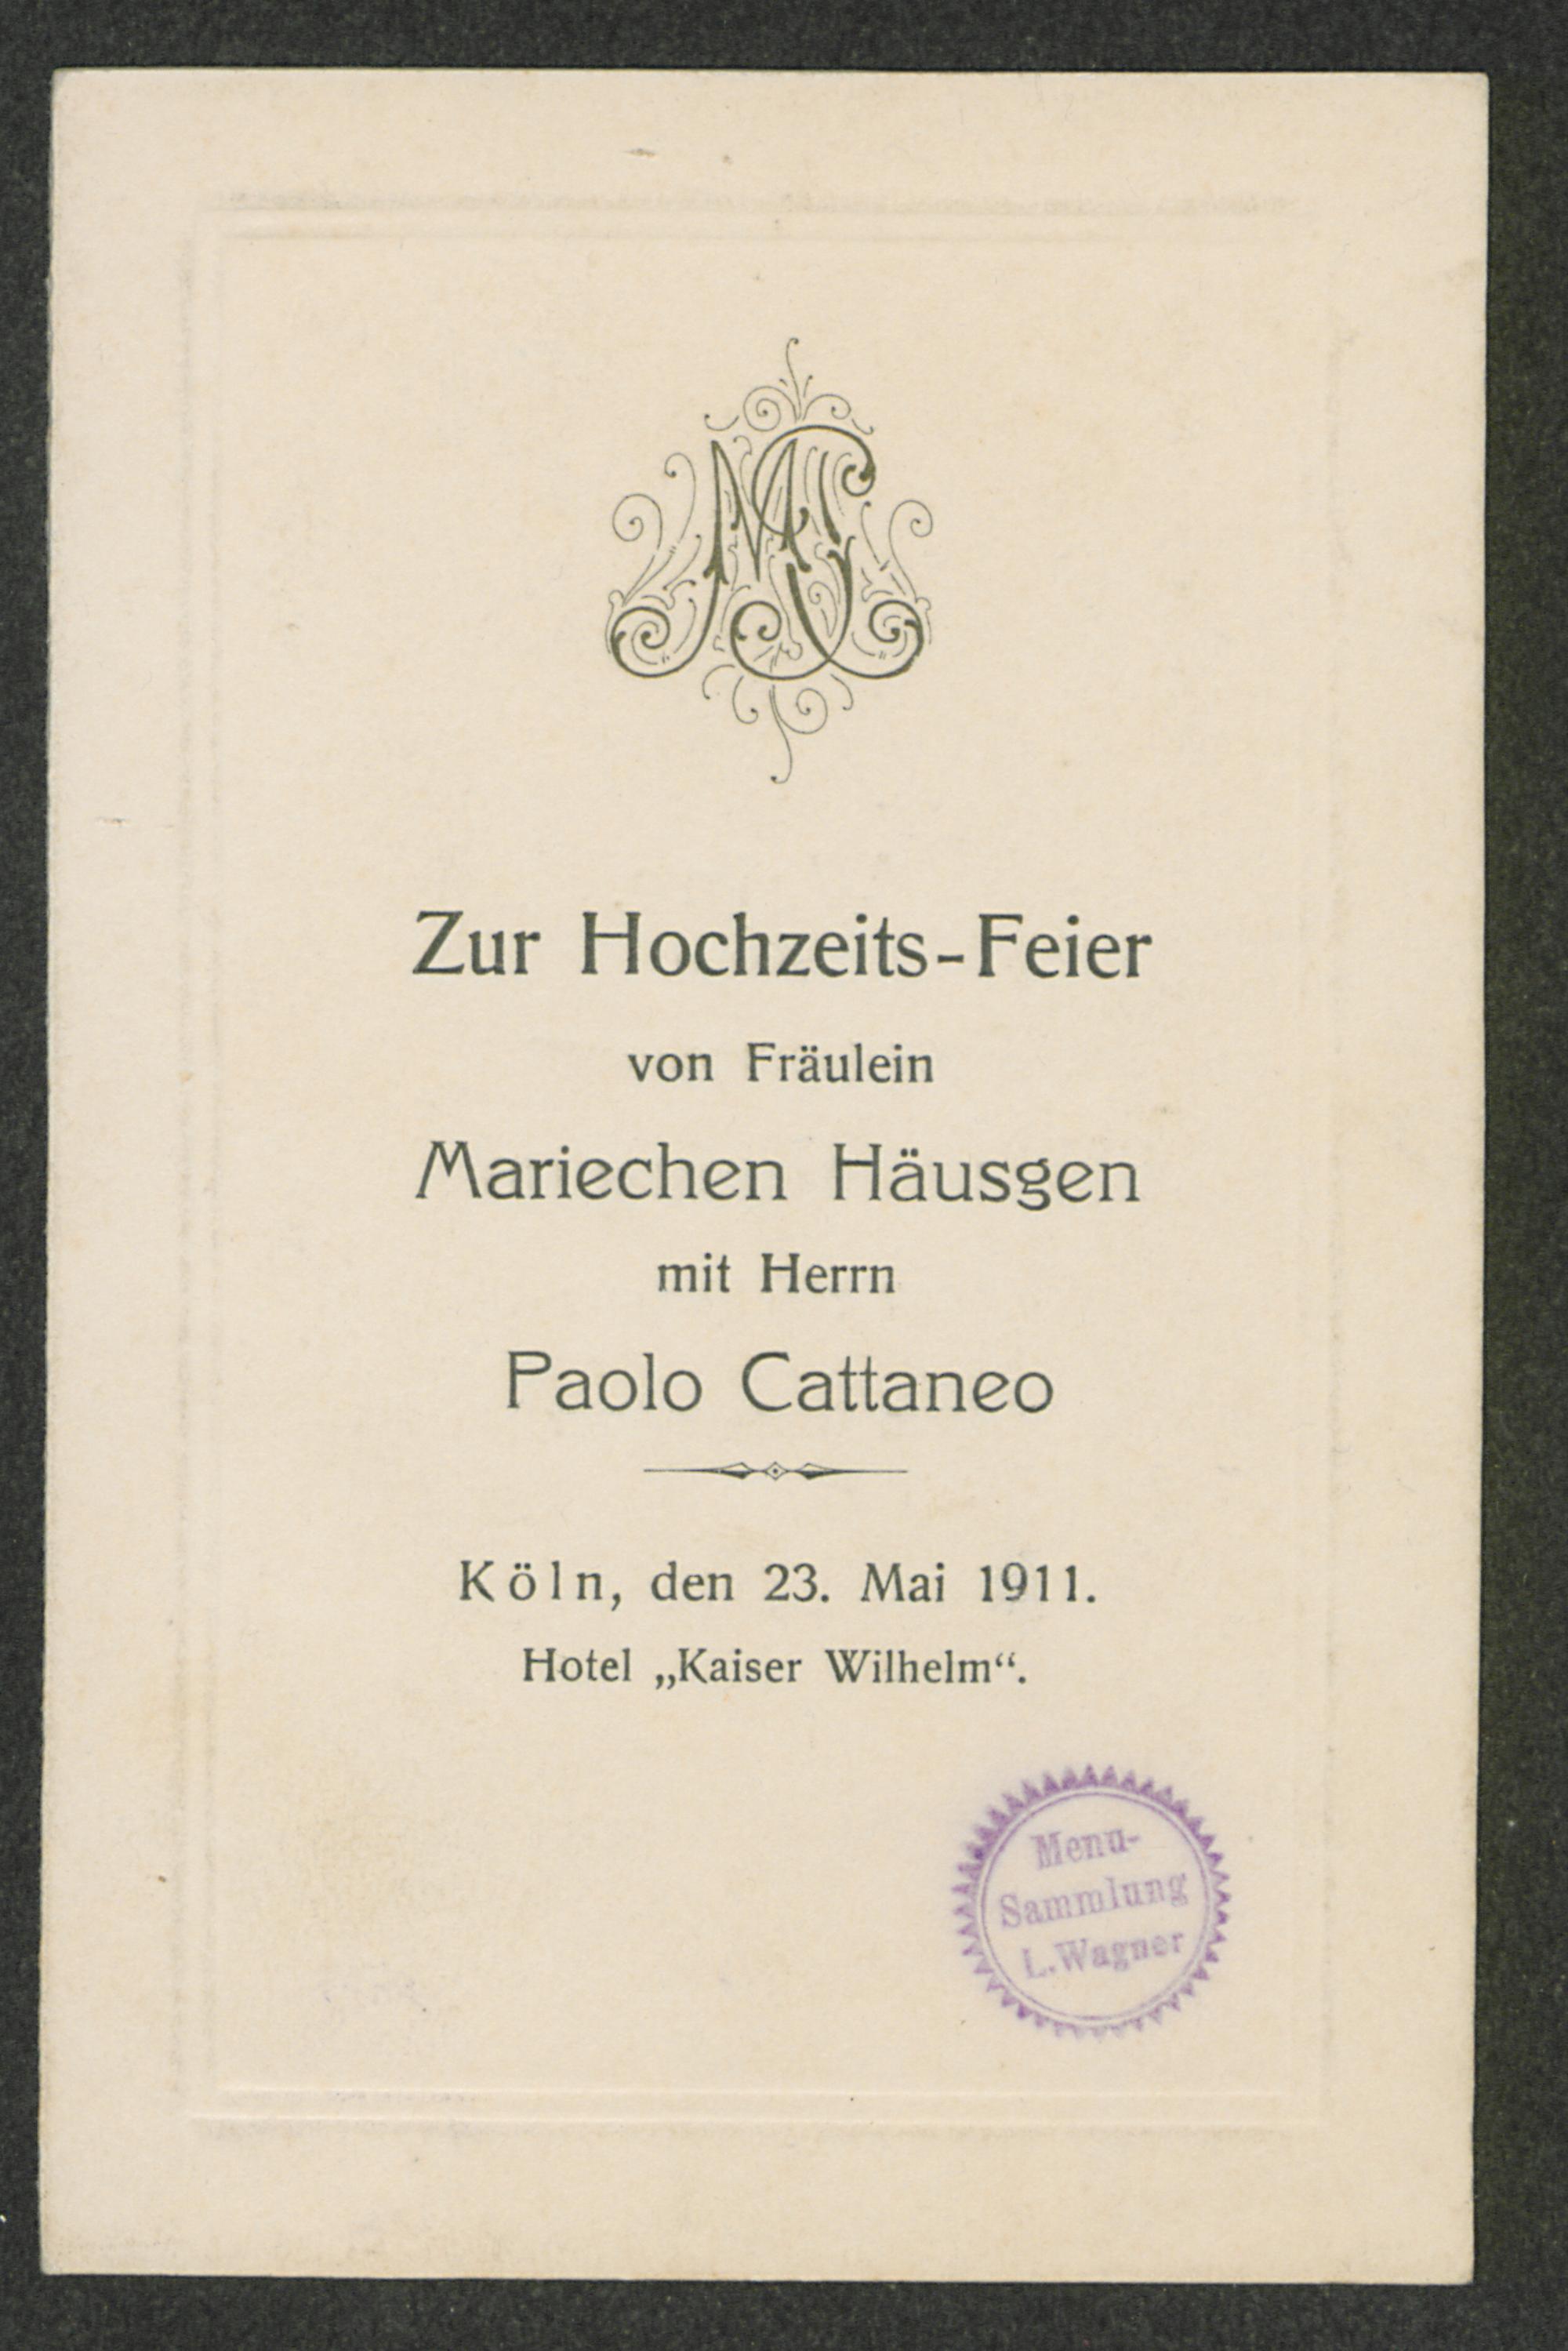 MC
Zur Hochzeits-Feier
von Fräulein
Mariechen Häusgen
mit Herrn
Paolo Cattaneo
Köln, den 23. Mai 1911.
Hotel „Kaiser Wilhelm“.
Menu-
Sammlung
L. Wagner